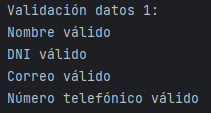 Validación datos 1:
Nombre válido
DNI válido
Correo válido
Número telefónico válido